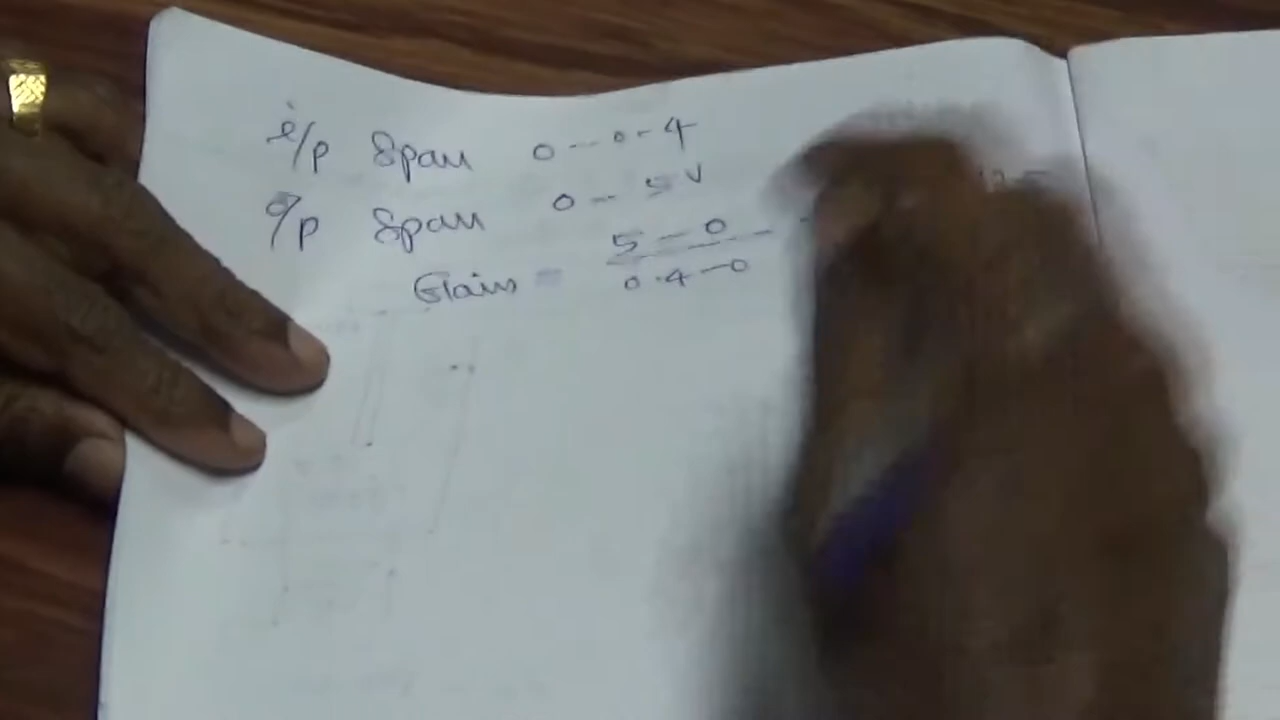 i/p Span 0 - 0.4
o/p Span 0 - 5V
Gain = 5 - 0
0.4 - 0